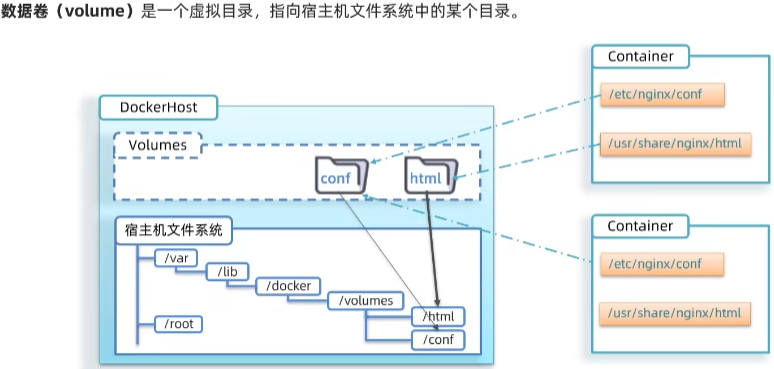 数据卷（volume）是一个虚拟目录，指向宿主机文件系统中的某个目录。
Container
/etc/nginx/conf
/usr/share/nginx/html
DockerHost
Volumes
conf
html
宿主机文件系统
/var
/lib
/docker
/volumes
/html
/conf
/root
Container
/etc/nginx/conf
/usr/share/nginx/html